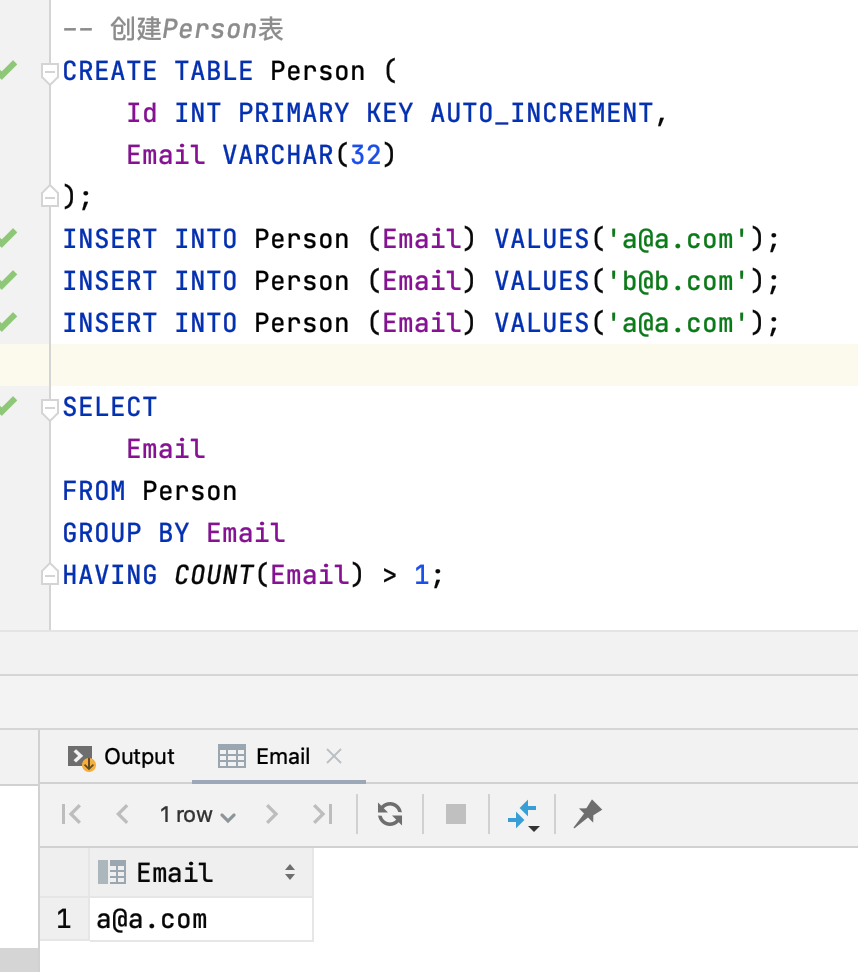 -- 创建Person表
CREATE TABLE Person (
    Id INT PRIMARY KEY AUTO_INCREMENT,
    Email VARCHAR(32)
);
INSERT INTO Person (Email) VALUES('a@a.com');
INSERT INTO Person (Email) VALUES('b@b.com');
INSERT INTO Person (Email) VALUES('a@a.com');
SELECT
    Email
FROM Person
GROUP BY Email
HAVING COUNT(Email) > 1;
Output Email
1 row
Email
1 a@a.com